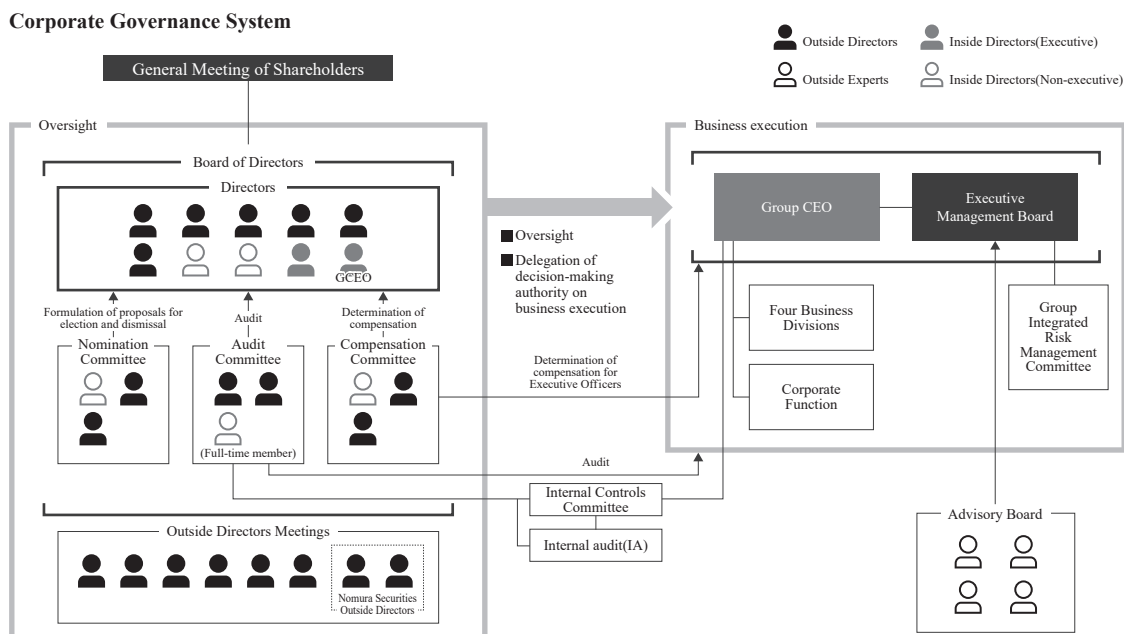 Corporate Governance System
Outside Directors
Inside Directors(Executive)
Outside Experts
Inside Directors(Non-executive)
General Meeting of Shareholders
Oversight
Board of Directors
Directors
GCEO
Formulation of proposals for
election and dismissal
Audit
Determination of
compensation
Nomination
Committee
Audit
Committee
(Full-time member)
Compensation
Committee
Outside Directors Meetings
Nomura Securities
Outside Directors
Oversight
Delegation of
decision-making
authority on
business execution
Determination of
compensation for
Executive Officers
Audit
Internal Controls
Committee
Internal audit(IA)
Business execution
Group CEO
Executive
Management Board
Four Business
Divisions
Corporate
Function
Group
Integrated
Risk
Management
Committee
Advisory Board